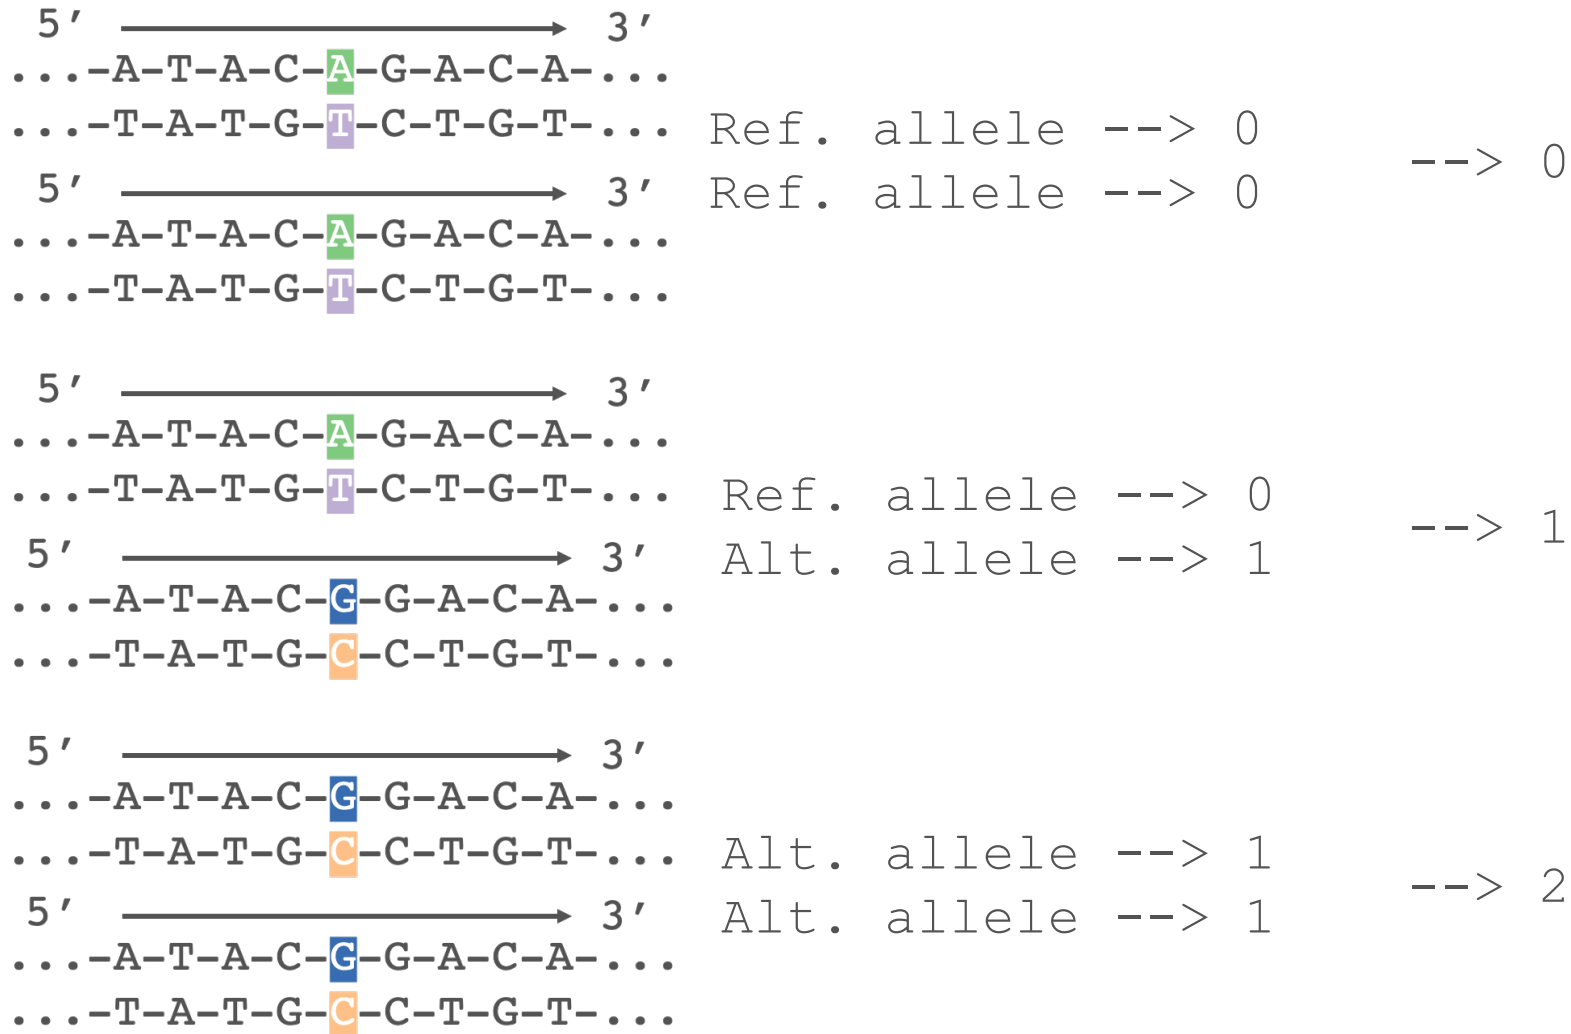 5′ 3′
...-A-T-A-C-A-G-A-C-A-...
...-T-A-T-G-T-C-T-G-T-...
Ref. allele --> 0
Ref. allele --> 0
--> 0
5′ 3′
...-A-T-A-C-A-G-A-C-A-...
...-T-A-T-G-T-C-T-G-T-...
5′ 3′
...-A-T-A-C-A-G-A-C-A-...
...-T-A-T-G-T-C-T-G-T-...
Ref. allele --> 0
Alt. allele --> 1
--> 1
5′ 3′
...-A-T-A-C-G-G-A-C-A-...
...-T-A-T-G-C-C-T-G-T-...
5′ 3′
...-A-T-A-C-G-G-A-C-A-...
...-T-A-T-G-C-C-T-G-T-...
Alt. allele --> 1
Alt. allele --> 1
--> 2
5′ 3′
...-A-T-A-C-G-G-A-C-A-...
...-T-A-T-G-C-C-T-G-T-...